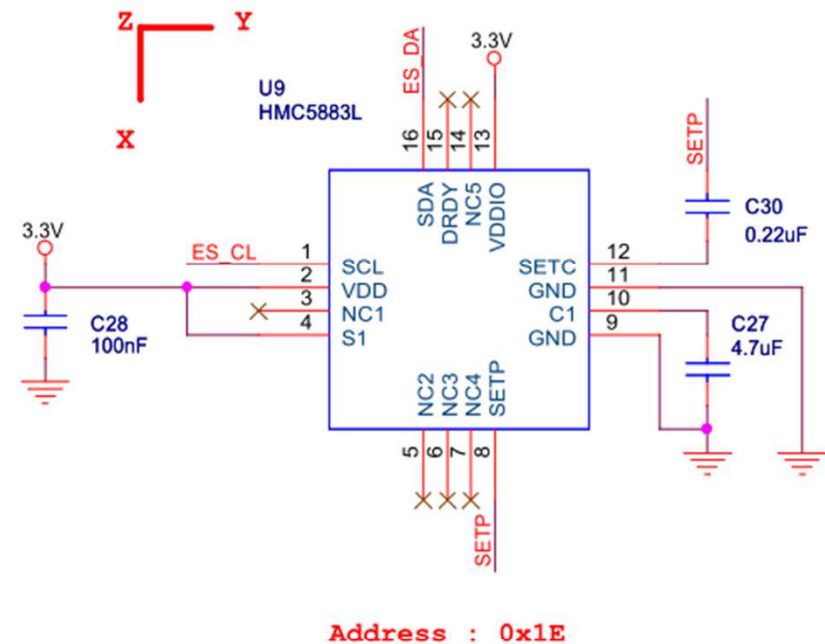 Z Y
X
U9
HMC5883L
ES_DA
3.3V
SETP
16 15 14 13
SDA DRDY NC5 VDDIO
C30
0.22uF
3.3V
ES_CL
1 SCL
2 VDD
3 NC1
4 S1
SETC 12
GND 11
C1 10
GND 9
C28
100nF
C27
4.7uF
NC2 NC3 NC4 SETP
5 6 7 8
SETP
Address : 0x1E